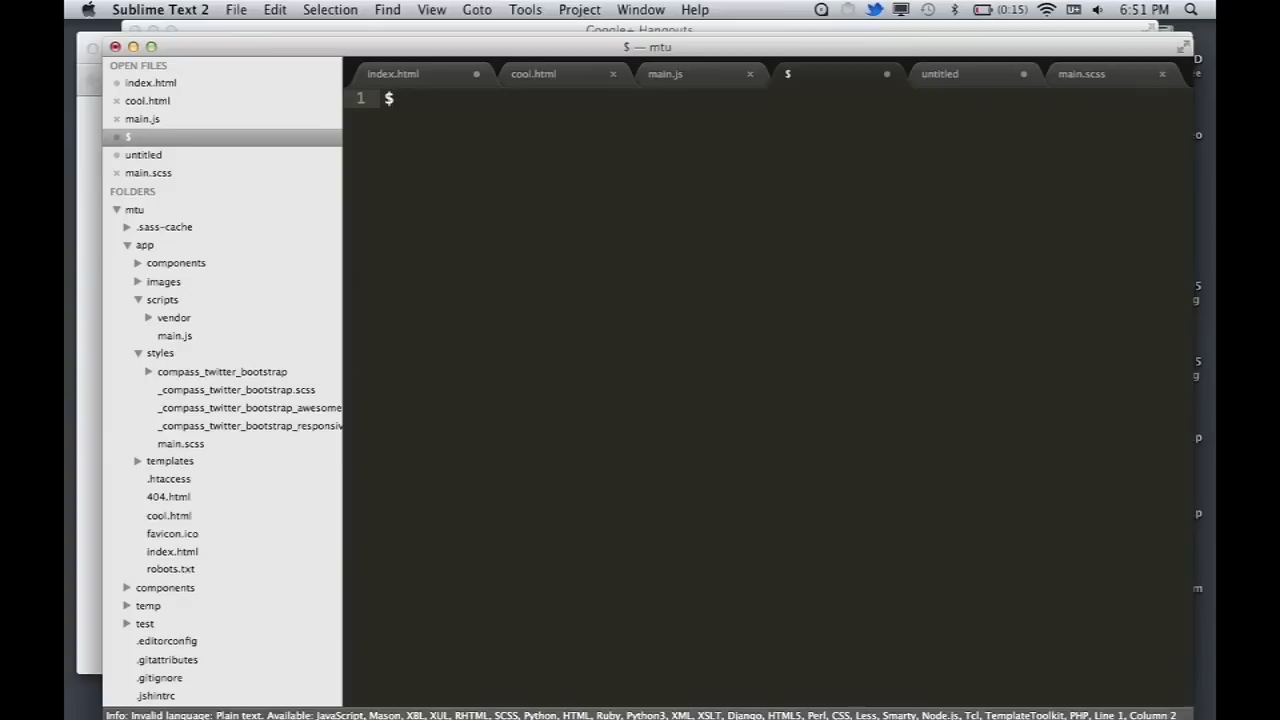 Sublime Text 2 File Edit Selection Find View Goto Tools Project Window Help (0:15) 6:51 PM
Google+ Hangouts
$ — mtu
OPEN FILES
index.html
cool.html
main.js
$
untitled
main.scss
FOLDERS
mtu
.sass-cache
app
components
images
scripts
vendor
main.js
styles
compass_twitter_bootstrap
_compass_twitter_bootstrap.scss
_compass_twitter_bootstrap_awesome
_compass_twitter_bootstrap_responsiv
main.scss
templates
.htaccess
404.html
cool.html
favicon.ico
index.html
robots.txt
components
temp
test
.editorconfig
.gitattributes
.gitignore
.jshintrc
index.html cool.html main.js $ untitled main.scss
1 $
Info: Invalid language: Plain text. Available: JavaScript, Mason, XBL, XUL, RHTML, SCSS, Python, HTML, Ruby, Python3, XML, XSLT, Django, HTML5, Perl, CSS, Less, Smarty, Node.js, Tcl, TemplateToolkit, PHP, Line 1, Column 2